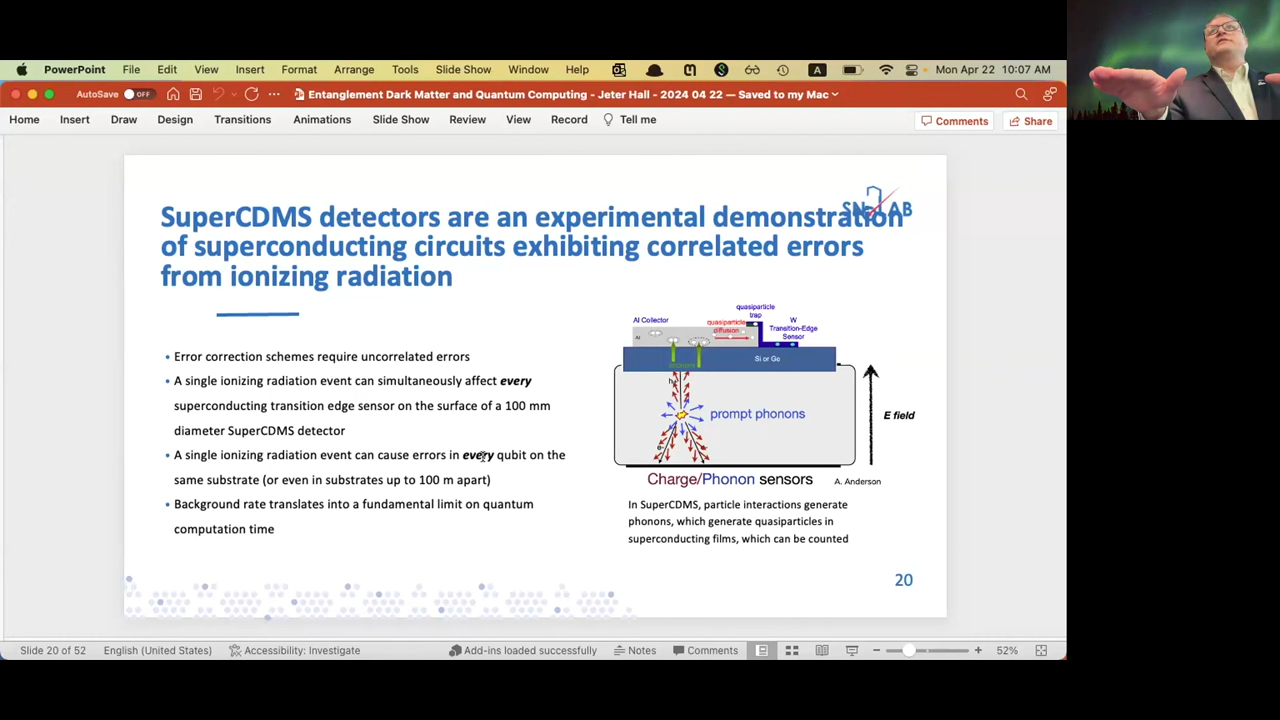 PowerPoint File Edit View Insert Format Arrange Tools Slide Show Window Help A Mon Apr 22 10:07 AM
AutoSave OFF Entanglement Dark Matter and Quantum Computing - Jeter Hall - 2024 04 22 — Saved to my Mac
Home Insert Draw Design Transitions Animations Slide Show Review View Record Tell me Comments Share
SNOLAB
SuperCDMS detectors are an experimental demonstration
of superconducting circuits exhibiting correlated errors
from ionizing radiation
• Error correction schemes require uncorrelated errors
• A single ionizing radiation event can simultaneously affect every
superconducting transition edge sensor on the surface of a 100 mm
diameter SuperCDMS detector
• A single ionizing radiation event can cause errors in every qubit on the
same substrate (or even in substrates up to 100 m apart)
• Background rate translates into a fundamental limit on quantum
computation time
quasiparticle
trap
Al Collector
quasiparticle
diffusion
W
Transition-Edge
Sensor
Al
Si or Ge
prompt phonons
E field
Charge/Phonon sensors
A. Anderson
In SuperCDMS, particle interactions generate
phonons, which generate quasiparticles in
superconducting films, which can be counted
20
Slide 20 of 52 English (United States) Accessibility: Investigate Add-ins loaded successfully Notes Comments 52%